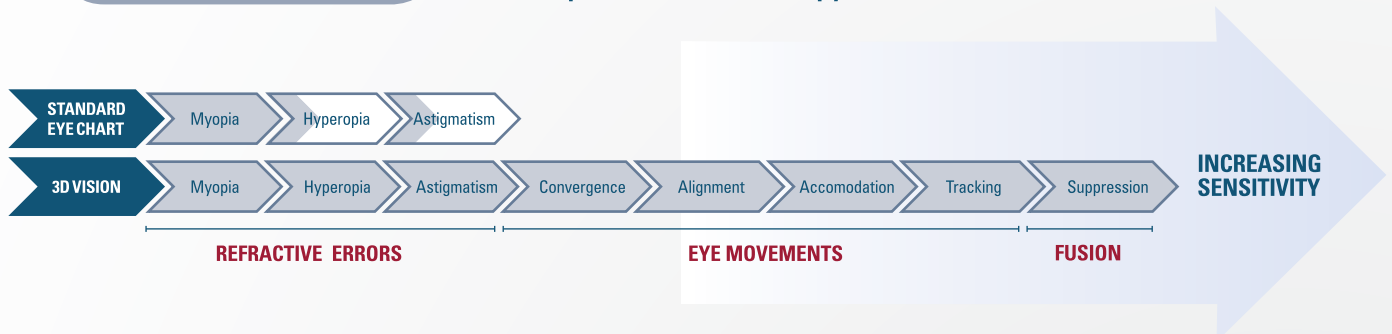 STANDARD
EYE CHART
Myopia
Hyperopia
Astigmatism
3D VISION
Myopia
Hyperopia
Astigmatism
Convergence
Alignment
Accomodation
Tracking
Suppression
INCREASING
SENSITIVITY
REFRACTIVE ERRORS
EYE MOVEMENTS
FUSION